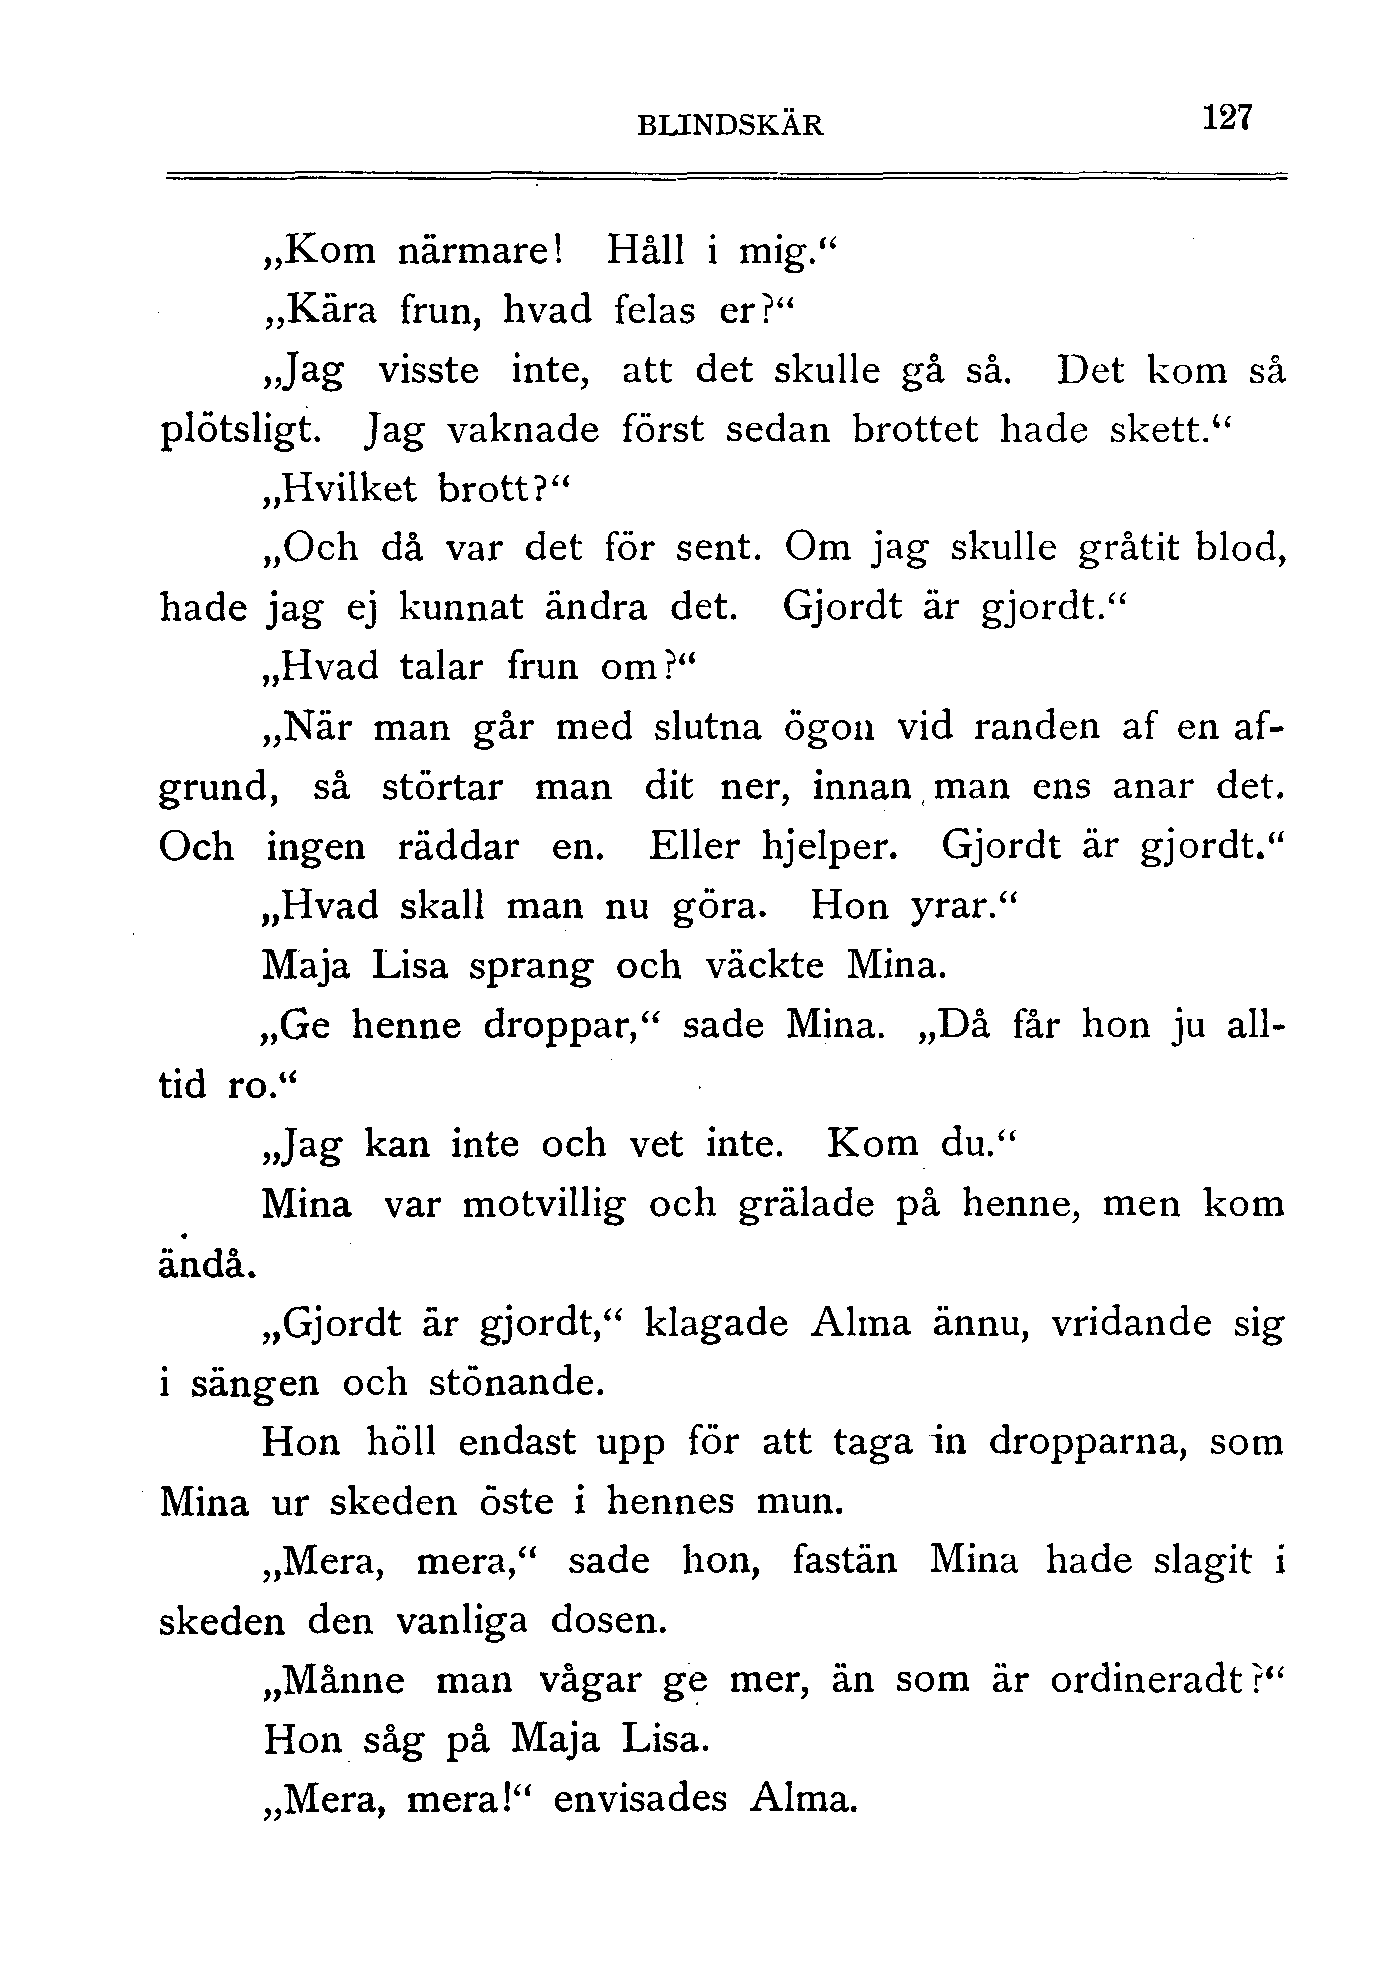 BLINDSKÄR 127
„Kom närmare! Håll i mig.“
„Kära frun, hvad felas er?“
„Jag visste inte, att det skulle gå så. Det kom så
plötsligt. Jag vaknade först sedan brottet hade skett.“
„Hvilket brott?“
„Och då var det för sent. Om jag skulle gråtit blod,
hade jag ej kunnat ändra det. Gjordt är gjordt.“
„Hvad talar frun om?“
„När man går med slutna ögon vid randen af en af-
grund, så störtar man dit ner, innan man ens anar det.
Och ingen räddar en. Eller hjelper. Gjordt är gjordt.“
„Hvad skall man nu göra. Hon yrar.“
Maja Lisa sprang och väckte Mina.
„Ge henne droppar,“ sade Mina. „Då får hon ju all-
tid ro.“
„Jag kan inte och vet inte. Kom du.“
Mina var motvillig och grälade på henne, men kom
ändå.
„Gjordt är gjordt,“ klagade Alma ännu, vridande sig
i sängen och stönande.
Hon höll endast upp för att taga in dropparna, som
Mina ur skeden öste i hennes mun.
„Mera, mera,“ sade hon, fastän Mina hade slagit i
skeden den vanliga dosen.
„Månne man vågar ge mer, än som är ordineradt?“
Hon såg på Maja Lisa.
„Mera, mera!“ envisades Alma.